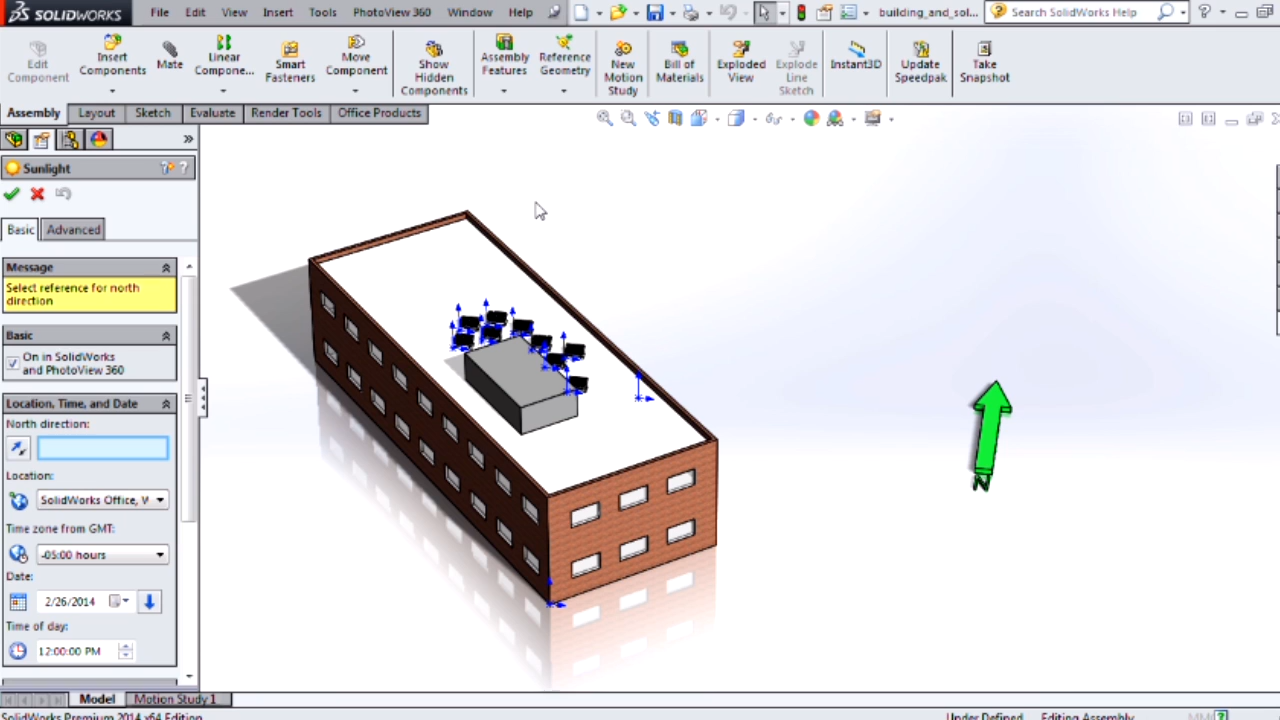 SOLIDWORKS File Edit View Insert Tools PhotoView 360 Window Help building_and_sol... Search SolidWorks Help
Edit Component
Insert Components
Mate
Linear Compone...
Smart Fasteners
Move Component
Show Hidden Components
Assembly Features
Reference Geometry
New Motion Study
Bill of Materials
Exploded View
Explode Line Sketch
Instant3D
Update Speedpak
Take Snapshot
Assembly Layout Sketch Evaluate Render Tools Office Products
Sunlight
Basic Advanced
Message
Select reference for north
direction
Basic
On in SolidWorks
and PhotoView 360
Location, Time, and Date
North direction:
Location:
SolidWorks Office, W
Time zone from GMT:
-05:00 hours
Date:
2/26/2014
Time of day:
12:00:00 PM
N
Model Motion Study 1
SolidWorks Premium 2014 x64 Edition Under Defined Editing Assembly